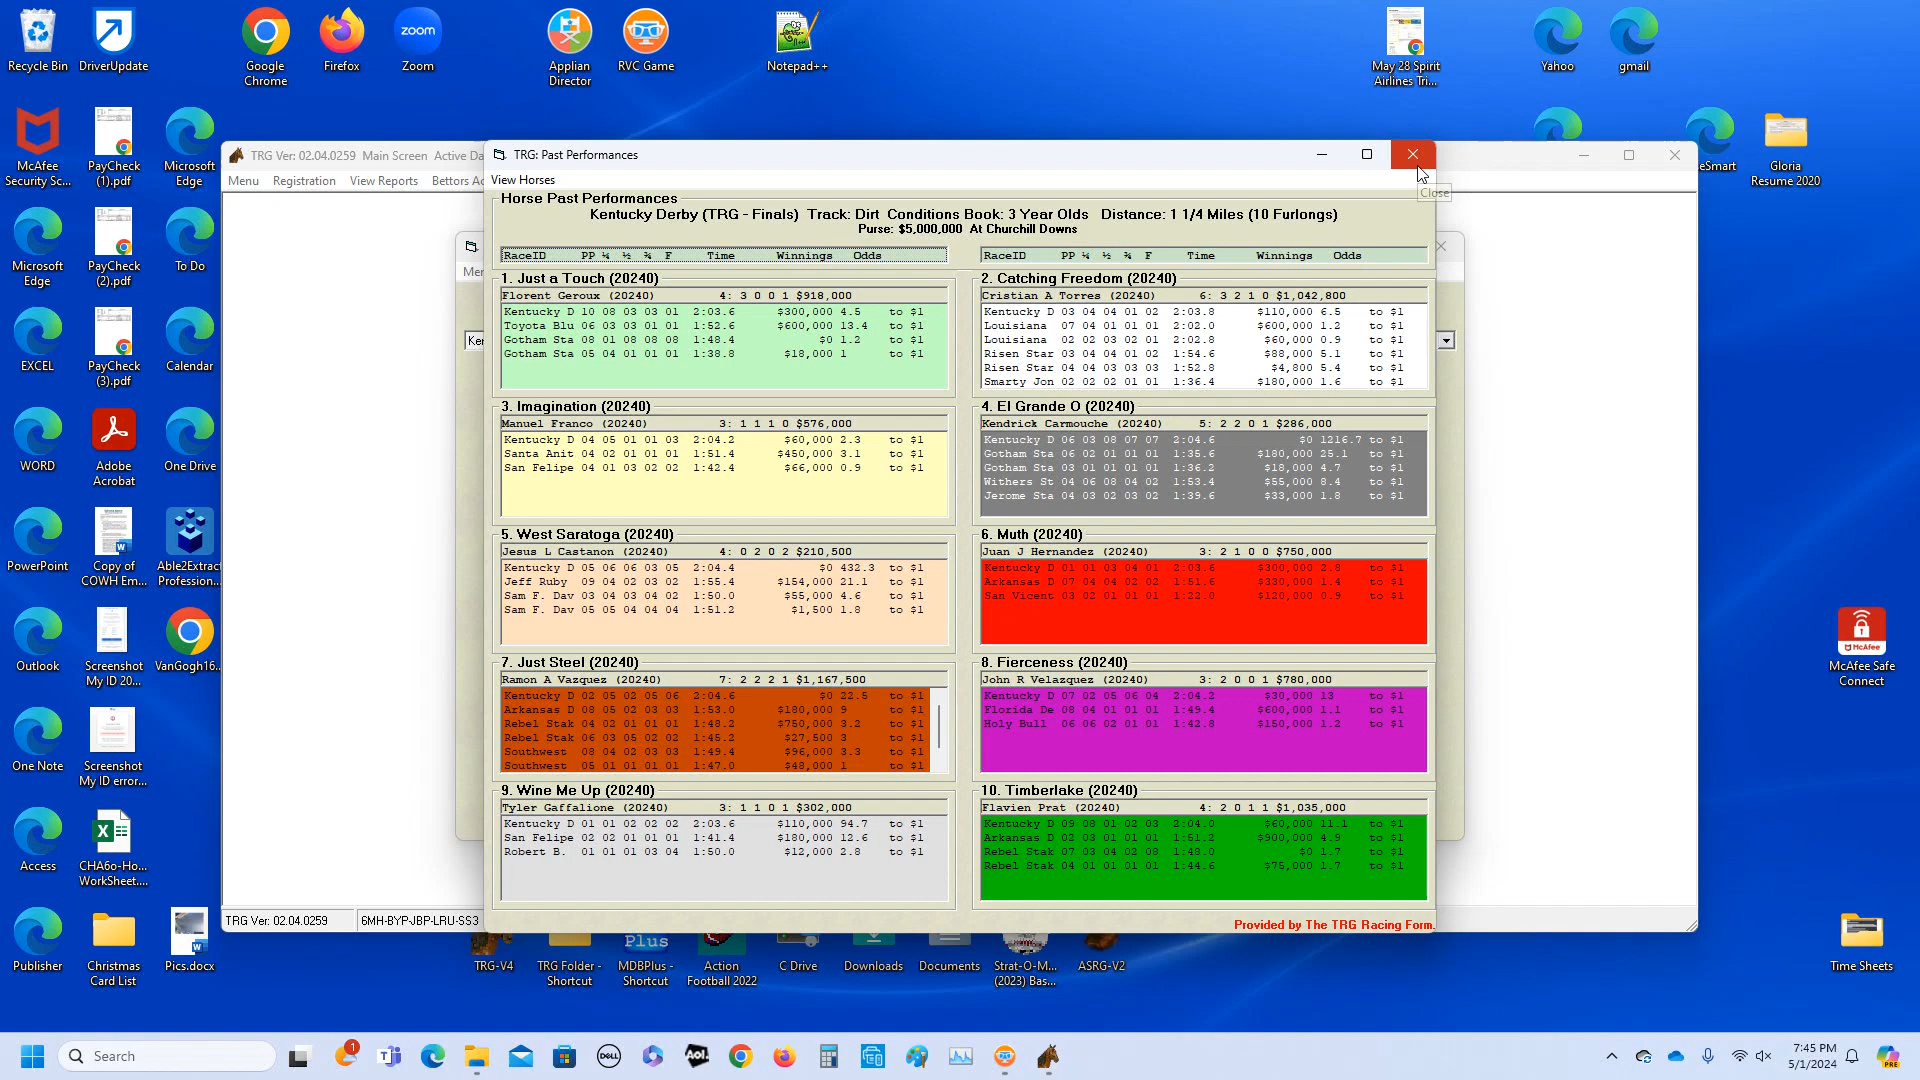 Recycle Bin
DriverUpdate
Google
Chrome
Firefox
zoom
Zoom
Applian
Director
RVC Game
Notepad++
May 28 Spirit
Airlines Tri...
Yahoo
gmail
McAfee
Security Sc...
PayCheck
(1).pdf
Microsoft
Edge
eSmart
Gloria
Resume 2020
Microsoft
Edge
PayCheck
(2).pdf
To Do
EXCEL
PayCheck
(3).pdf
Calendar
WORD
Adobe
Acrobat
One Drive
PowerPoint
Copy of
COWH Em...
Able2Extract
Profession...
Outlook
Screenshot
My ID 20...
VanGogh16...
McAfee
McAfee Safe
Connect
One Note
Screenshot
My ID error...
Access
CHA6o-Ho...
WorkSheet....
Publisher
Christmas
Card List
Pics.docx
Time Sheets
TRG Ver: 02.04.0259 Main Screen Active Da
Menu Registration View Reports Bettors Ac
Men
Ker
TRG: Past Performances
Close
View Horses
Horse Past Performances
Kentucky Derby (TRG - Finals) Track: Dirt Conditions Book: 3 Year Olds Distance: 1 1/4 Miles (10 Furlongs)
Purse: $5,000,000 At Churchill Downs
RaceID PP ¼ ½ ¾ F Time Winnings Odds
RaceID PP ¼ ½ ¾ F Time Winnings Odds
1. Just a Touch (20240)
Florent Geroux (20240) 4: 3 0 0 1 $918,000
Kentucky D 10 08 03 03 01 2:03.6 $300,000 4.5 to $1
Toyota Blu 06 03 03 01 01 1:52.6 $600,000 13.4 to $1
Gotham Sta 08 01 08 08 08 1:48.4 $0 1.2 to $1
Gotham Sta 05 04 01 01 01 1:38.8 $18,000 1 to $1
2. Catching Freedom (20240)
Cristian A Torres (20240) 6: 3 2 1 0 $1,042,800
Kentucky D 03 04 04 01 02 2:03.8 $110,000 6.5 to $1
Louisiana 07 04 01 01 01 2:02.0 $600,000 1.2 to $1
Louisiana 02 02 03 02 01 2:02.8 $60,000 0.9 to $1
Risen Star 03 04 04 01 02 1:54.6 $88,000 5.1 to $1
Risen Star 04 04 03 03 03 1:52.8 $4,800 5.4 to $1
Smarty Jon 02 02 02 01 01 1:36.4 $180,000 1.6 to $1
3. Imagination (20240)
Manuel Franco (20240) 3: 1 1 1 0 $576,000
Kentucky D 04 05 01 01 03 2:04.2 $60,000 2.3 to $1
Santa Anit 04 02 01 01 01 1:51.4 $450,000 3.1 to $1
San Felipe 04 01 03 02 02 1:42.4 $66,000 0.9 to $1
4. El Grande O (20240)
Kendrick Carmouche (20240) 5: 2 2 0 1 $286,000
Kentucky D 06 03 08 07 07 2:04.6 $0 1216.7 to $1
Gotham Sta 06 02 01 01 01 1:35.6 $180,000 25.1 to $1
Gotham Sta 03 01 01 01 01 1:36.2 $18,000 4.7 to $1
Withers St 04 06 08 04 02 1:53.4 $55,000 8.4 to $1
Jerome Sta 04 03 02 03 02 1:39.6 $33,000 1.8 to $1
5. West Saratoga (20240)
Jesus L Castanon (20240) 4: 0 2 0 2 $210,500
Kentucky D 05 06 06 03 05 2:04.4 $0 432.3 to $1
Jeff Ruby 09 04 02 03 02 1:55.4 $154,000 21.1 to $1
Sam F. Dav 03 04 03 04 02 1:50.0 $55,000 4.6 to $1
Sam F. Dav 05 05 04 04 04 1:51.2 $1,500 1.8 to $1
6. Muth (20240)
Juan J Hernandez (20240) 3: 2 1 0 0 $750,000
Kentucky D 01 01 03 04 01 2:03.6 $300,000 2.8 to $1
Arkansas D 07 04 04 02 02 1:51.6 $330,000 1.4 to $1
San Vicent 03 02 01 01 01 1:22.0 $120,000 0.9 to $1
7. Just Steel (20240)
Ramon A Vazquez (20240) 7: 2 2 2 1 $1,167,500
Kentucky D 02 05 02 05 06 2:04.6 $0 22.5 to $1
Arkansas D 08 05 02 03 02 1:53.0 $180,000 9 to $1
Rebel Stak 04 02 01 01 01 1:48.2 $750,000 3.2 to $1
Rebel Stak 06 03 05 02 02 1:45.2 $27,500 3 to $1
Southwest 08 04 02 03 03 1:49.4 $96,000 3.3 to $1
Southwest 05 01 01 01 01 1:47.0 $48,000 1 to $1
8. Fierceness (20240)
John R Velazquez (20240) 3: 2 0 0 1 $780,000
Kentucky D 07 02 05 06 04 2:04.2 $30,000 13 to $1
Florida De 08 04 01 01 01 1:49.4 $600,000 1.1 to $1
Holy Bull 06 06 02 01 01 1:42.8 $150,000 1.2 to $1
9. Wine Me Up (20240)
Tyler Gaffalione (20240) 3: 1 1 0 1 $302,000
Kentucky D 01 01 02 02 02 2:03.6 $110,000 94.7 to $1
San Felipe 02 02 01 01 01 1:41.4 $180,000 12.6 to $1
Robert B. 01 01 01 03 04 1:50.0 $12,000 2.8 to $1
10. Timberlake (20240)
Flavien Prat (20240) 4: 2 0 1 1 $1,035,000
Kentucky D 09 08 01 02 03 2:04.0 $60,000 11.1 to $1
Arkansas D 02 03 01 01 01 1:51.2 $900,000 4.9 to $1
Rebel Stak 07 03 04 02 08 1:48.0 $0 1.7 to $1
Rebel Stak 04 01 01 01 01 1:44.6 $75,000 1.7 to $1
Provided by The TRG Racing Form.
TRG Ver: 02.04.0259 6MH-BYP-JBP-LRU-SS3
Plus
TRG-V4
TRG Folder -
Shortcut
MDBPlus -
Shortcut
Action
Football 2022
C Drive
Downloads
Documents
Strat-O-M...
(2023) Bas...
ASRG-V2
Search
1
DELL
Aol.
PRE
7:45 PM
5/1/2024